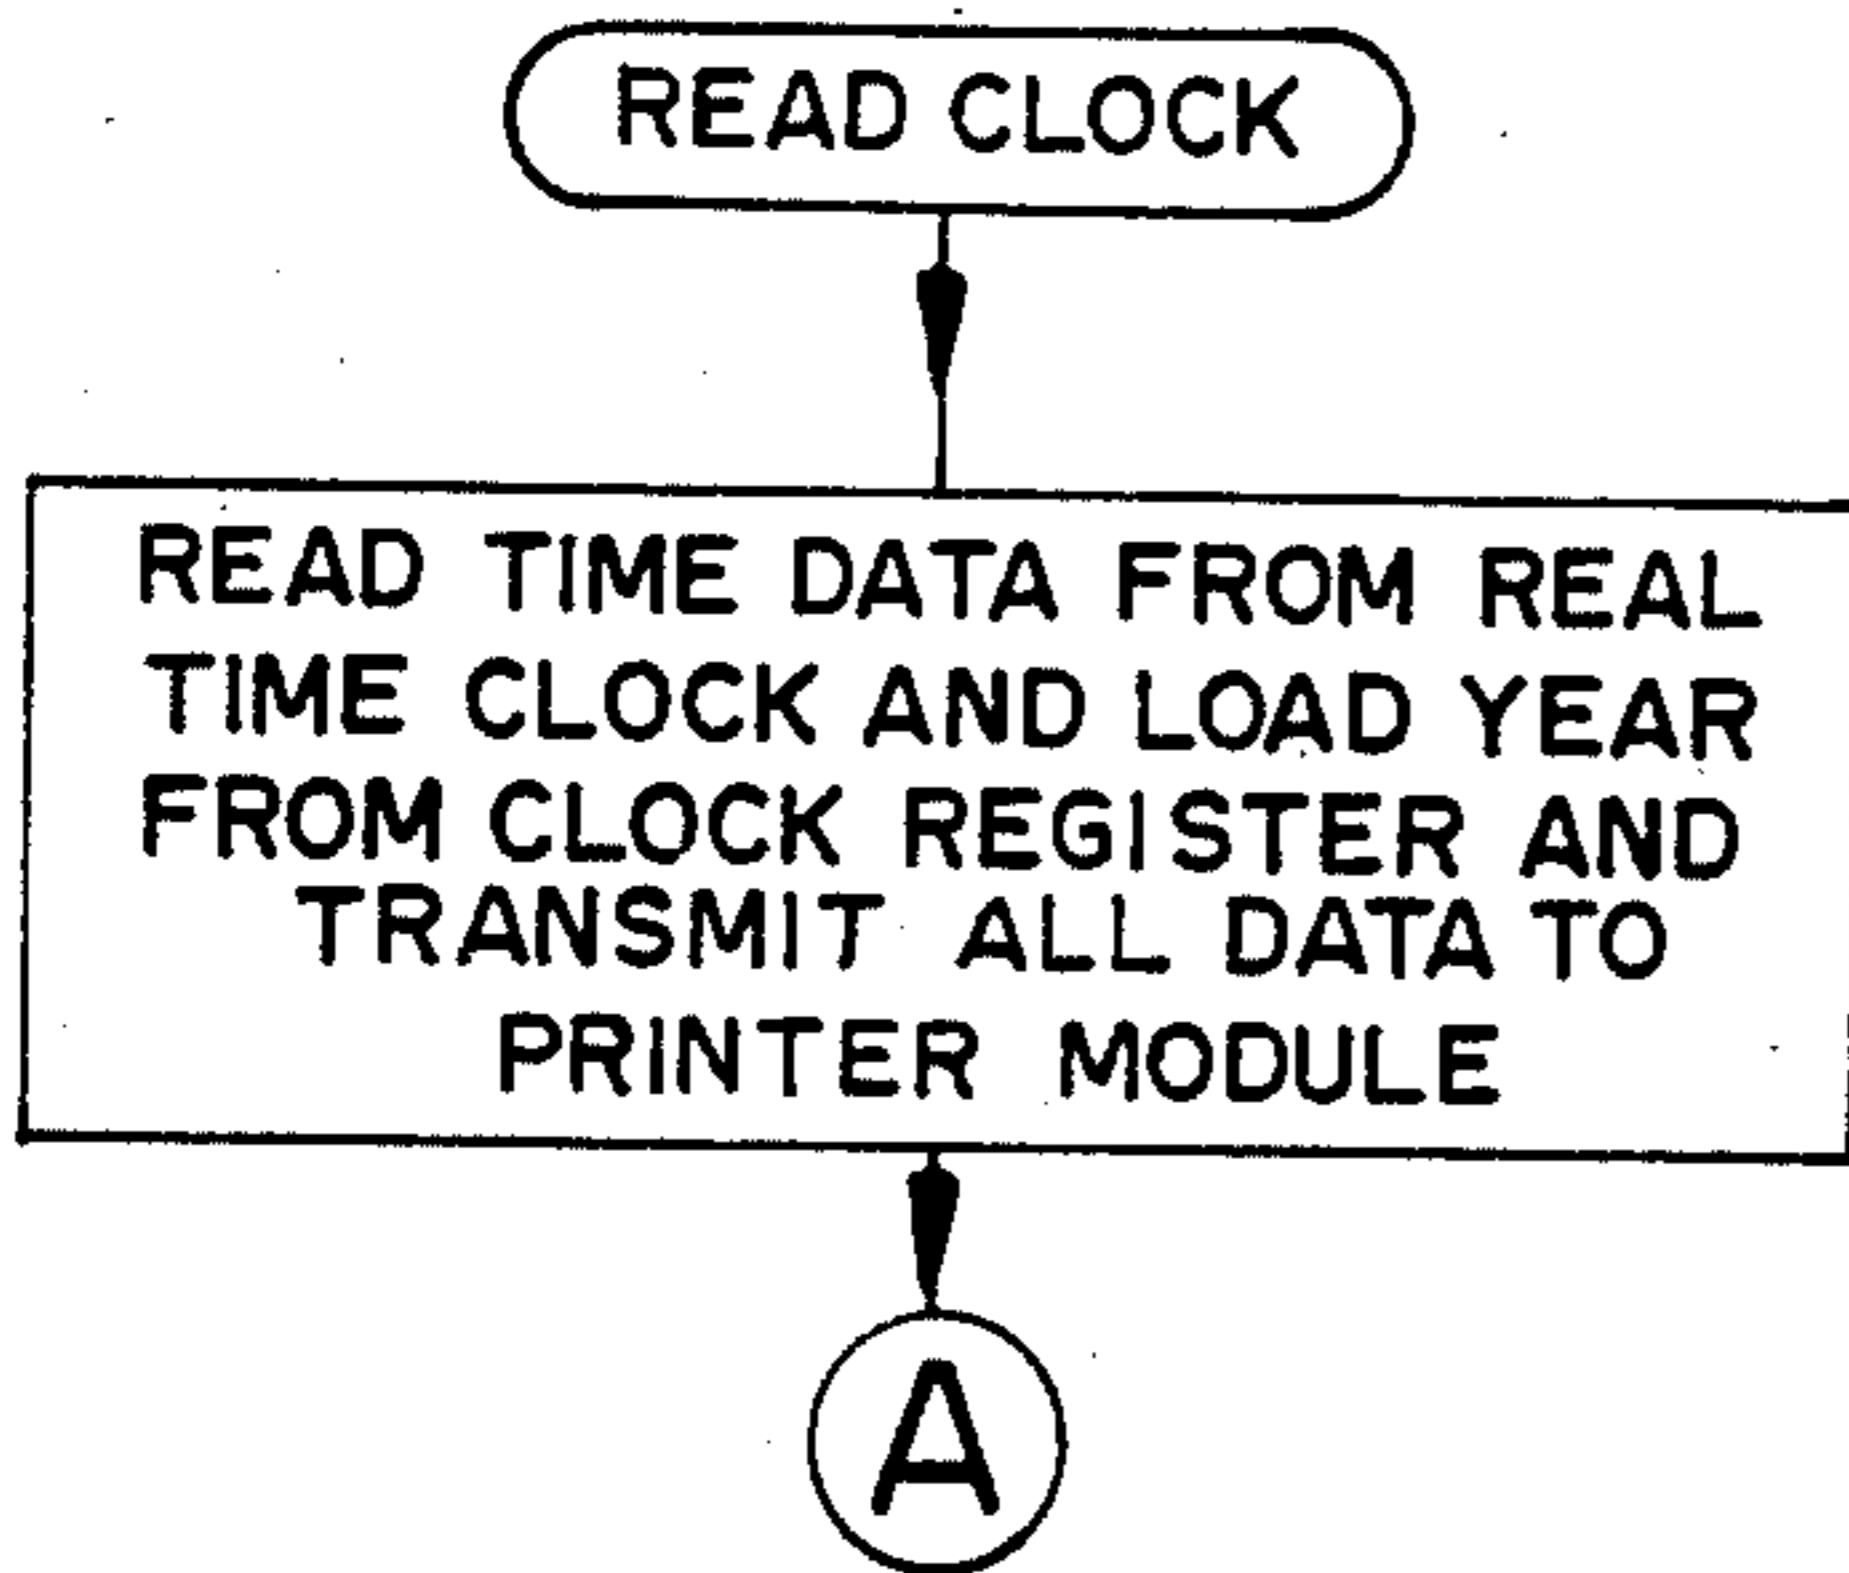 READ CLOCK
READ TIME DATA FROM REAL
TIME CLOCK AND LOAD YEAR
FROM CLOCK REGISTER AND
TRANSMIT ALL DATA TO
PRINTER MODULE
A